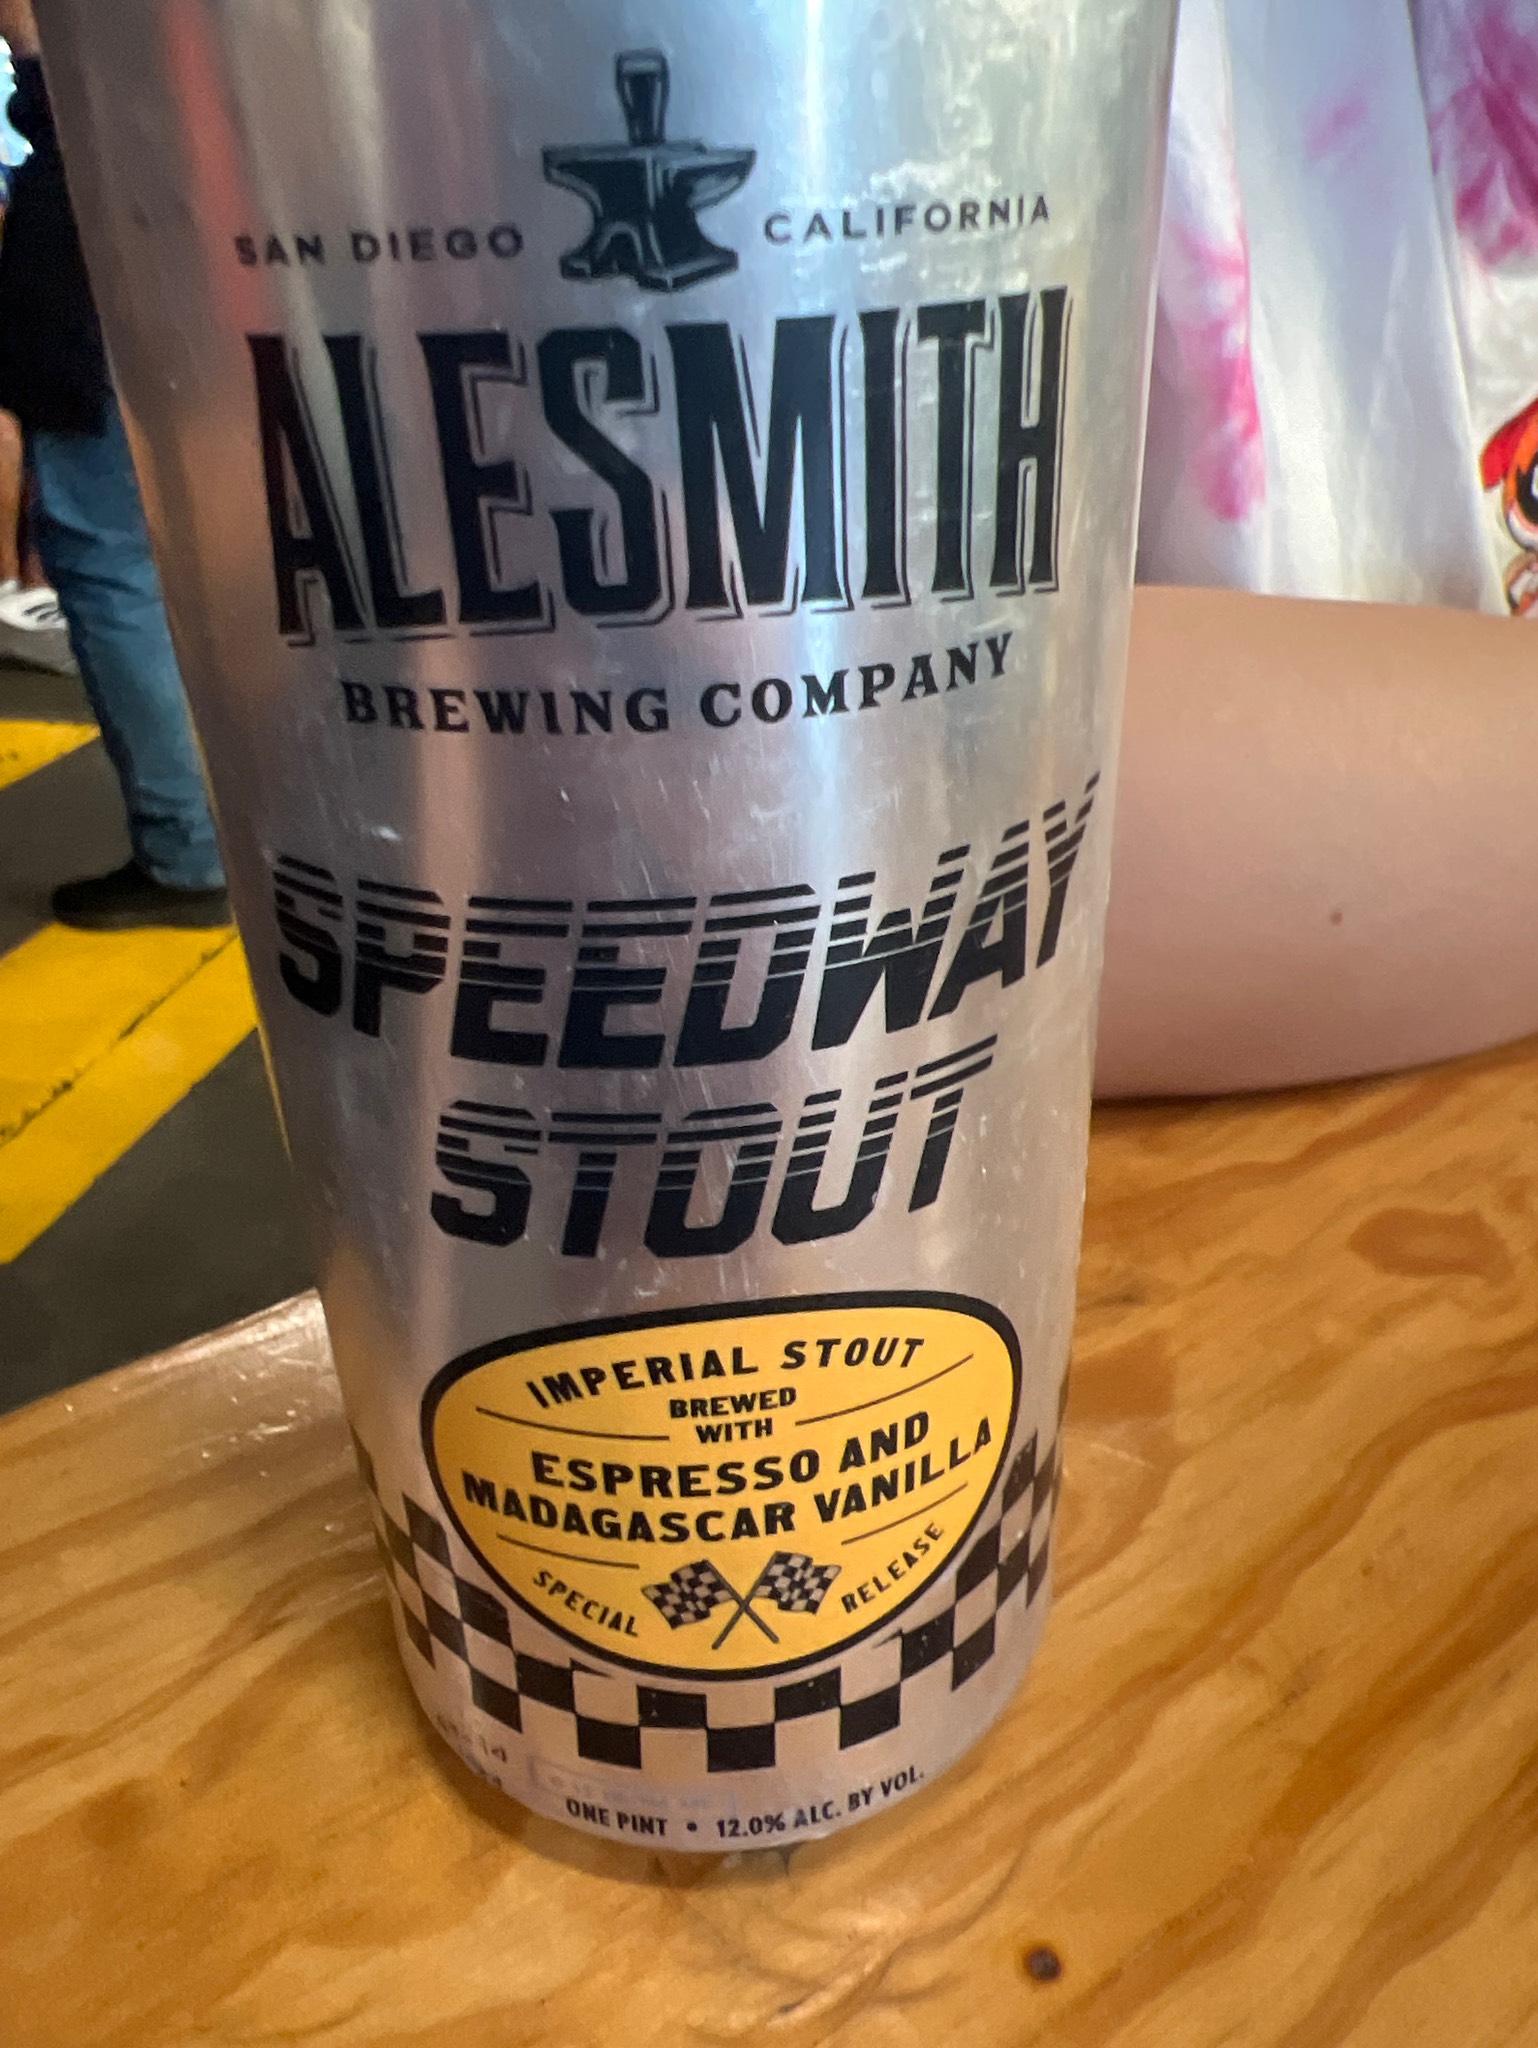 SAN DIEGO CALIFORNIA
ALESMITH
BREWING COMPANY
SPEEDWAY
STOUT
IMPERIAL STOUT
BREWED
WITH
ESPRESSO AND
MADAGASCAR VANILLA
SPECIAL RELEASE
ONE PINT • 12.0% ALC. BY VOL.